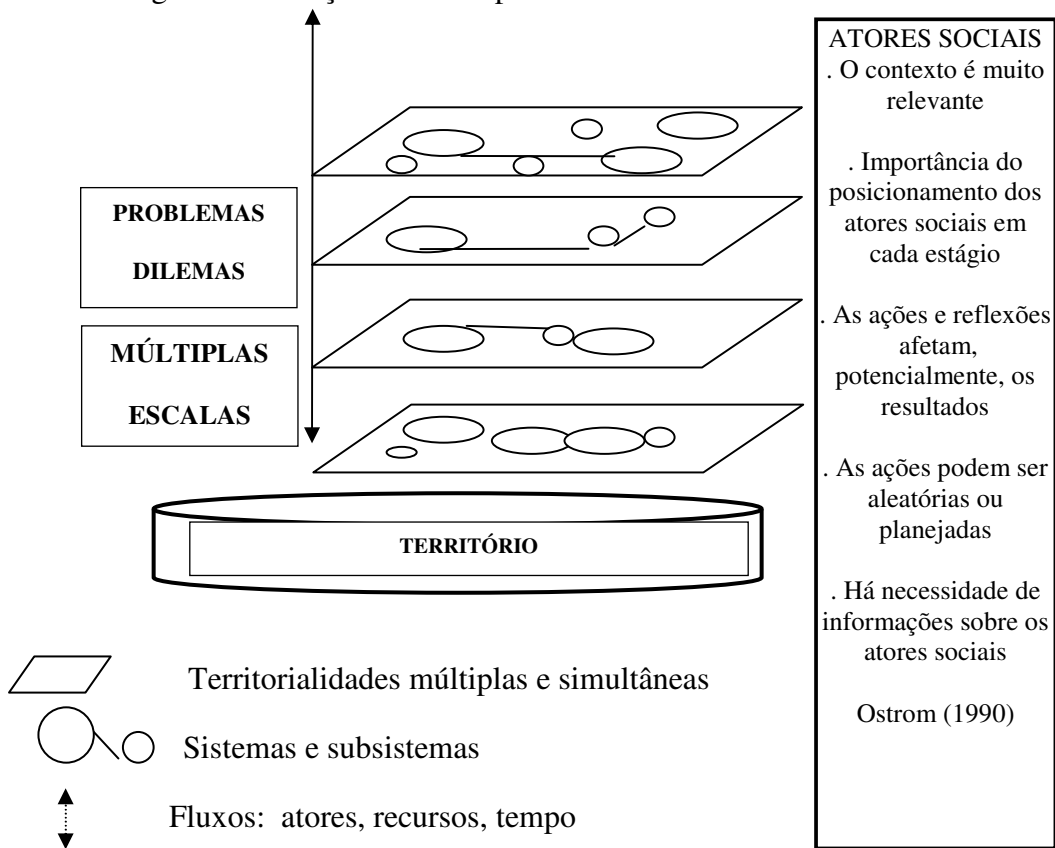 ATORES SOCIAIS
. O contexto é muito
relevante
. Importância do
posicionamento dos
atores sociais em
cada estágio
. As ações e reflexões
afetam,
potencialmente, os
resultados
. As ações podem ser
aleatórias ou
planejadas
. Há necessidade de
informações sobre os
atores sociais
Ostrom (1990)
PROBLEMAS
DILEMAS
MÚLTIPLAS
ESCALAS
TERRITÓRIO
Territorialidades múltiplas e simultâneas
Sistemas e subsistemas
Fluxos: atores, recursos, tempo